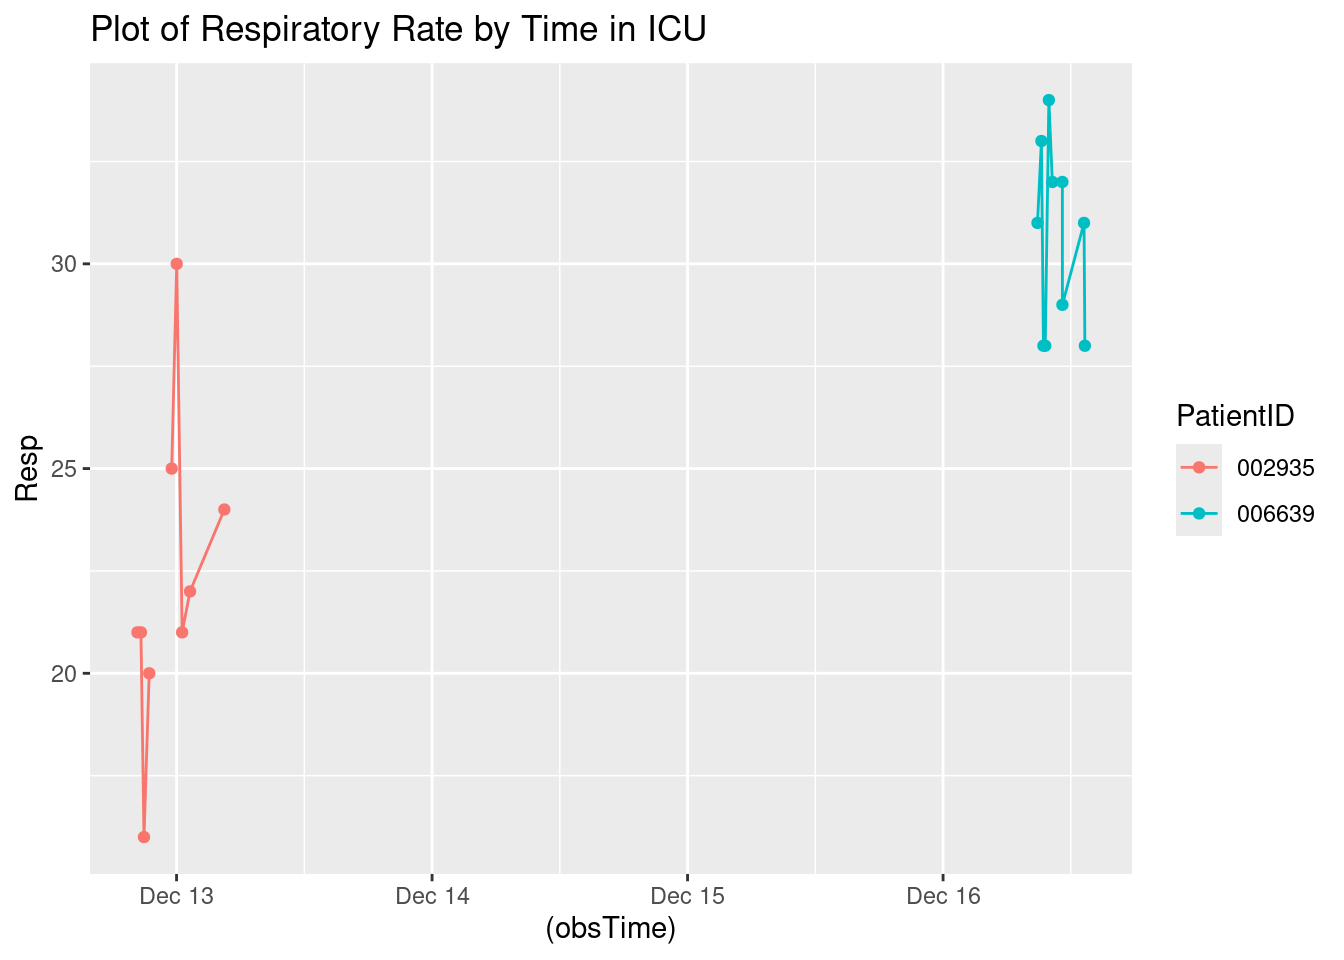 Plot of Respiratory Rate by Time in ICU
30
25
20
Resp
Dec 13
Dec 14
Dec 15
Dec 16
(obsTime)
PatientID
002935
006639